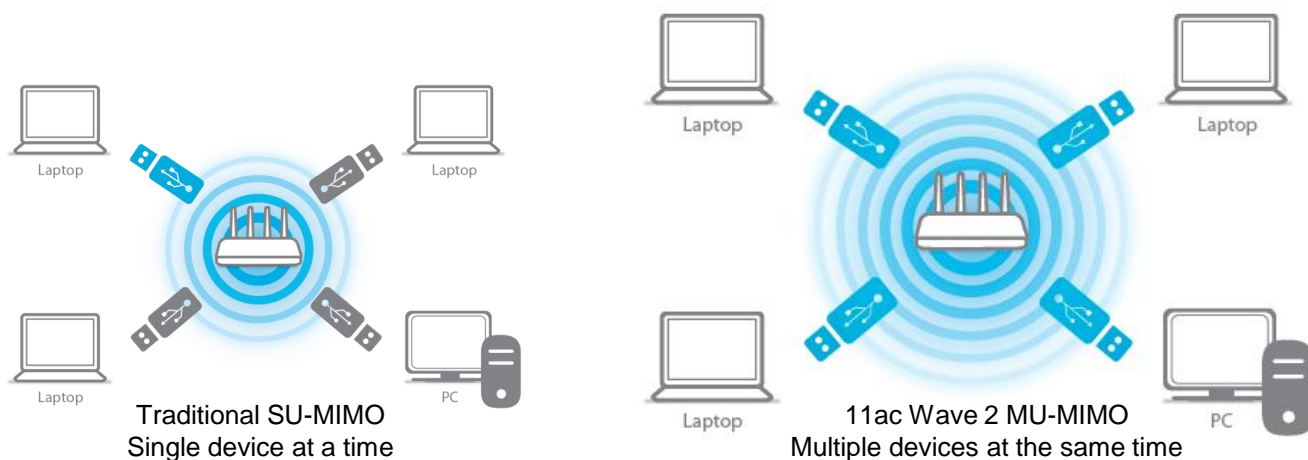 Laptop
Laptop
Laptop
PC
Traditional SU-MIMO
Single device at a time
Laptop
Laptop
Laptop
PC
11ac Wave 2 MU-MIMO
Multiple devices at the same time